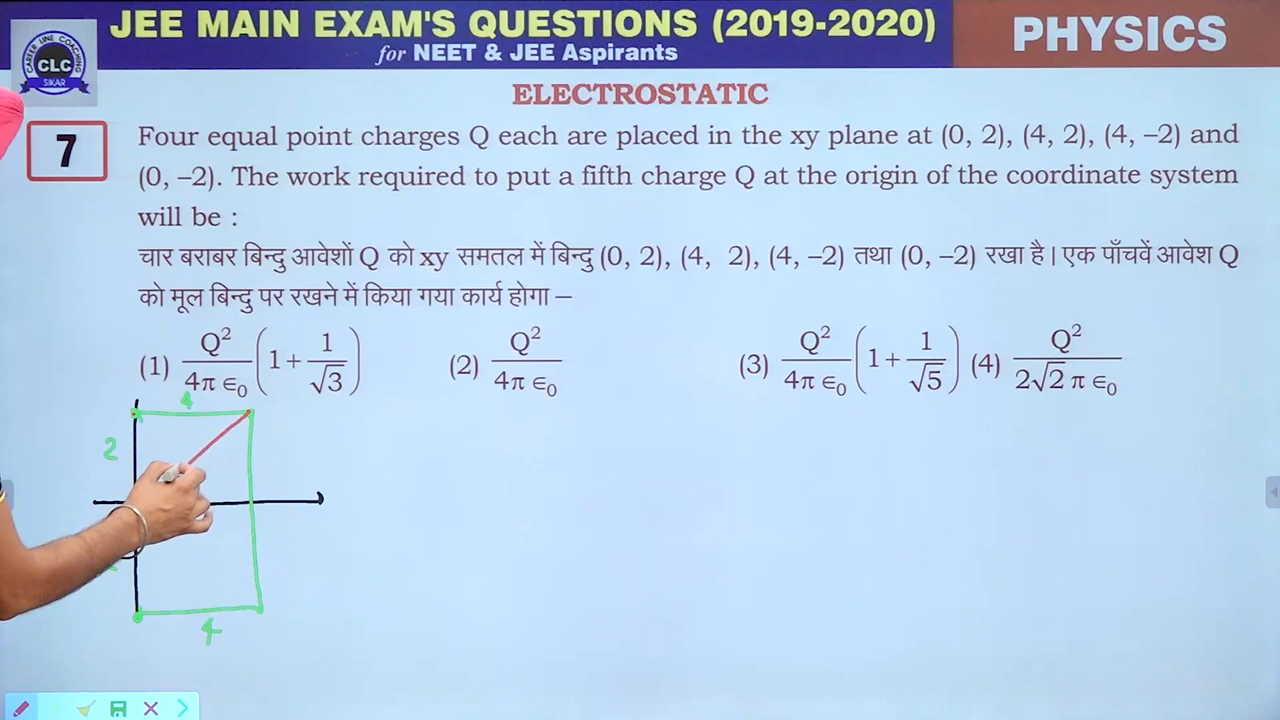 JEE MAIN EXAM'S QUESTIONS (2019-2020)
for NEET & JEE Aspirants
PHYSICS
CAREER LINE COACHING
CLC
SIKAR
ELECTROSTATIC
7
Four equal point charges Q each are placed in the xy plane at (0, 2), (4, 2), (4, –2) and
(0, –2). The work required to put a fifth charge Q at the origin of the coordinate system
will be :
चार बराबर बिन्दु आवेशों Q को xy समतल में बिन्दु (0, 2), (4, 2), (4, –2) तथा (0, –2) रखा है। एक पाँचवें आवेश Q
को मूल बिन्दु पर रखने में किया गया कार्य होगा –
(1) Q²/4π ∈₀ (1 + 1/√3) (2) Q²/4π ∈₀ (3) Q²/4π ∈₀ (1 + 1/√5) (4) Q²/2√2 π ∈₀
4
2
4